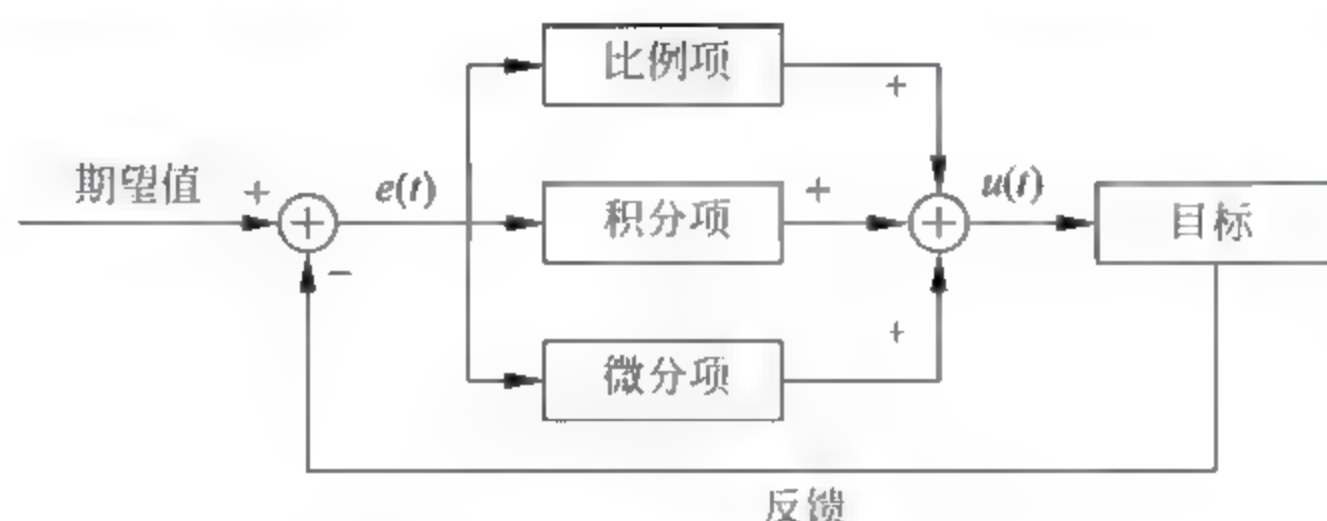 比例项
+
期望值 + e(t) 积分项 + u(t) 目标
−
+
微分项
反馈